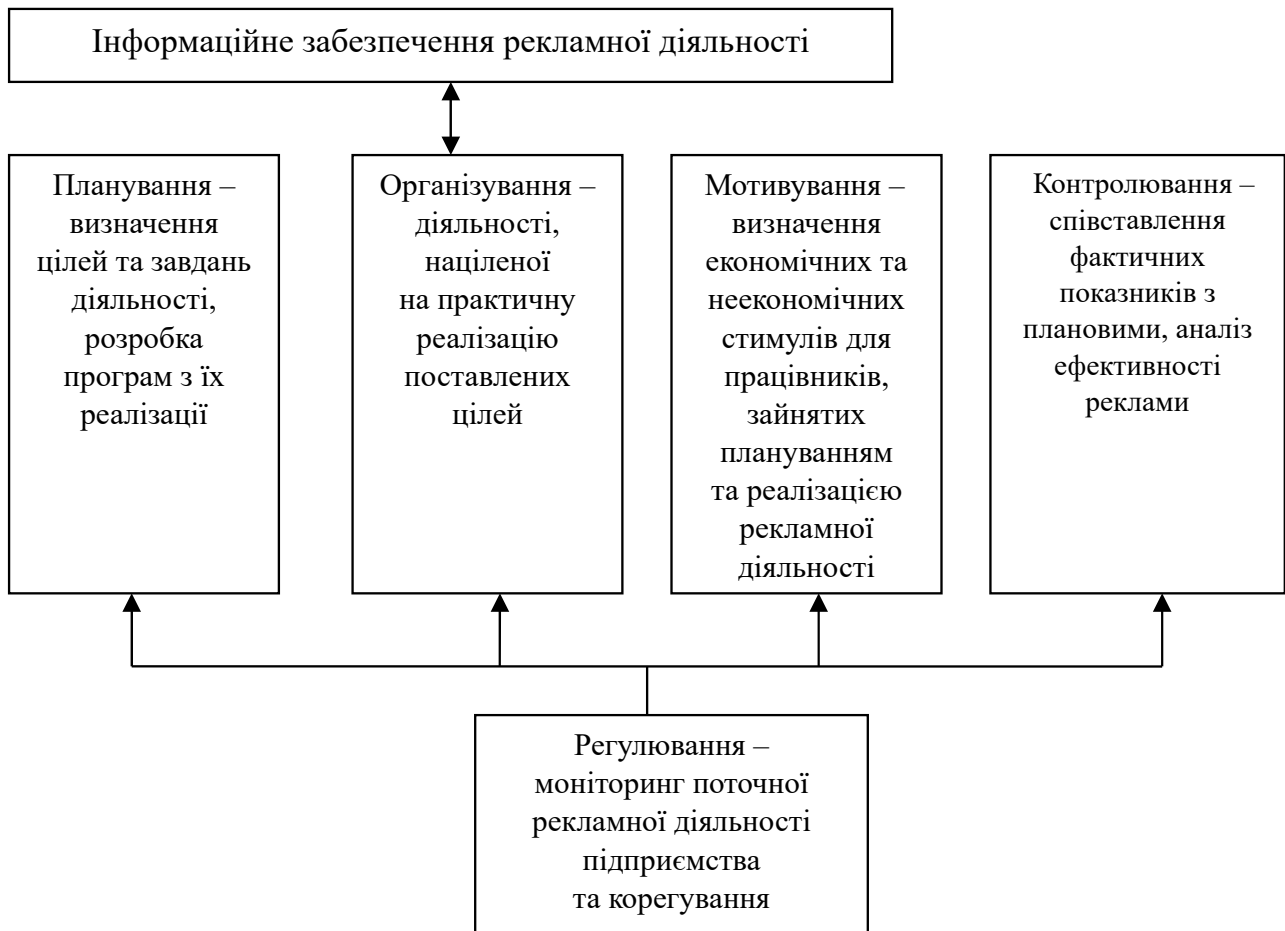 Інформаційне забезпечення рекламної діяльності
Планування –
визначення
цілей та завдань
діяльності,
розробка
програм з їх
реалізації
Організування –
діяльності,
націленої
на практичну
реалізацію
поставлених
цілей
Мотивування –
визначення
економічних та
неекономічних
стимулів для
працівників,
зайнятих
плануванням
та реалізацією
рекламної
діяльності
Контролювання –
співставлення
фактичних
показників з
плановими, аналіз
ефективності
реклами
Регулювання –
моніторинг поточної
рекламної діяльності
підприємства
та корегування